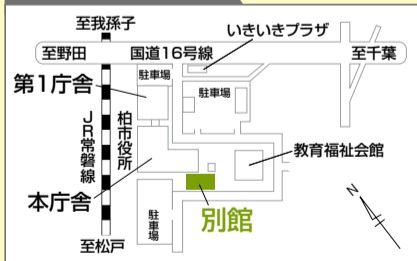 至我孫子
いきいきプラザ
至野田
国道16号線
至千葉
駐車場
第1庁舎
駐車場
JR常磐線
柏市役所
教育福祉会館
本庁舎
別館
駐車場
N
至松戸